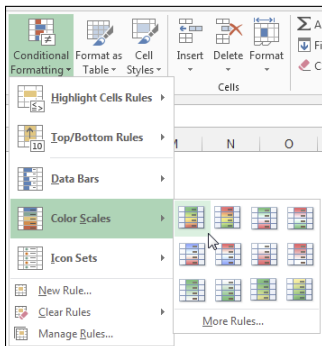 Conditional Format as Cell Insert Delete Format
Formatting Table Styles
Cells
Σ A
Fi
C
Highlight Cells Rules
Top/Bottom Rules
10
N O
Data Bars
Color Scales
Icon Sets
New Rule...
Clear Rules
Manage Rules...
More Rules...